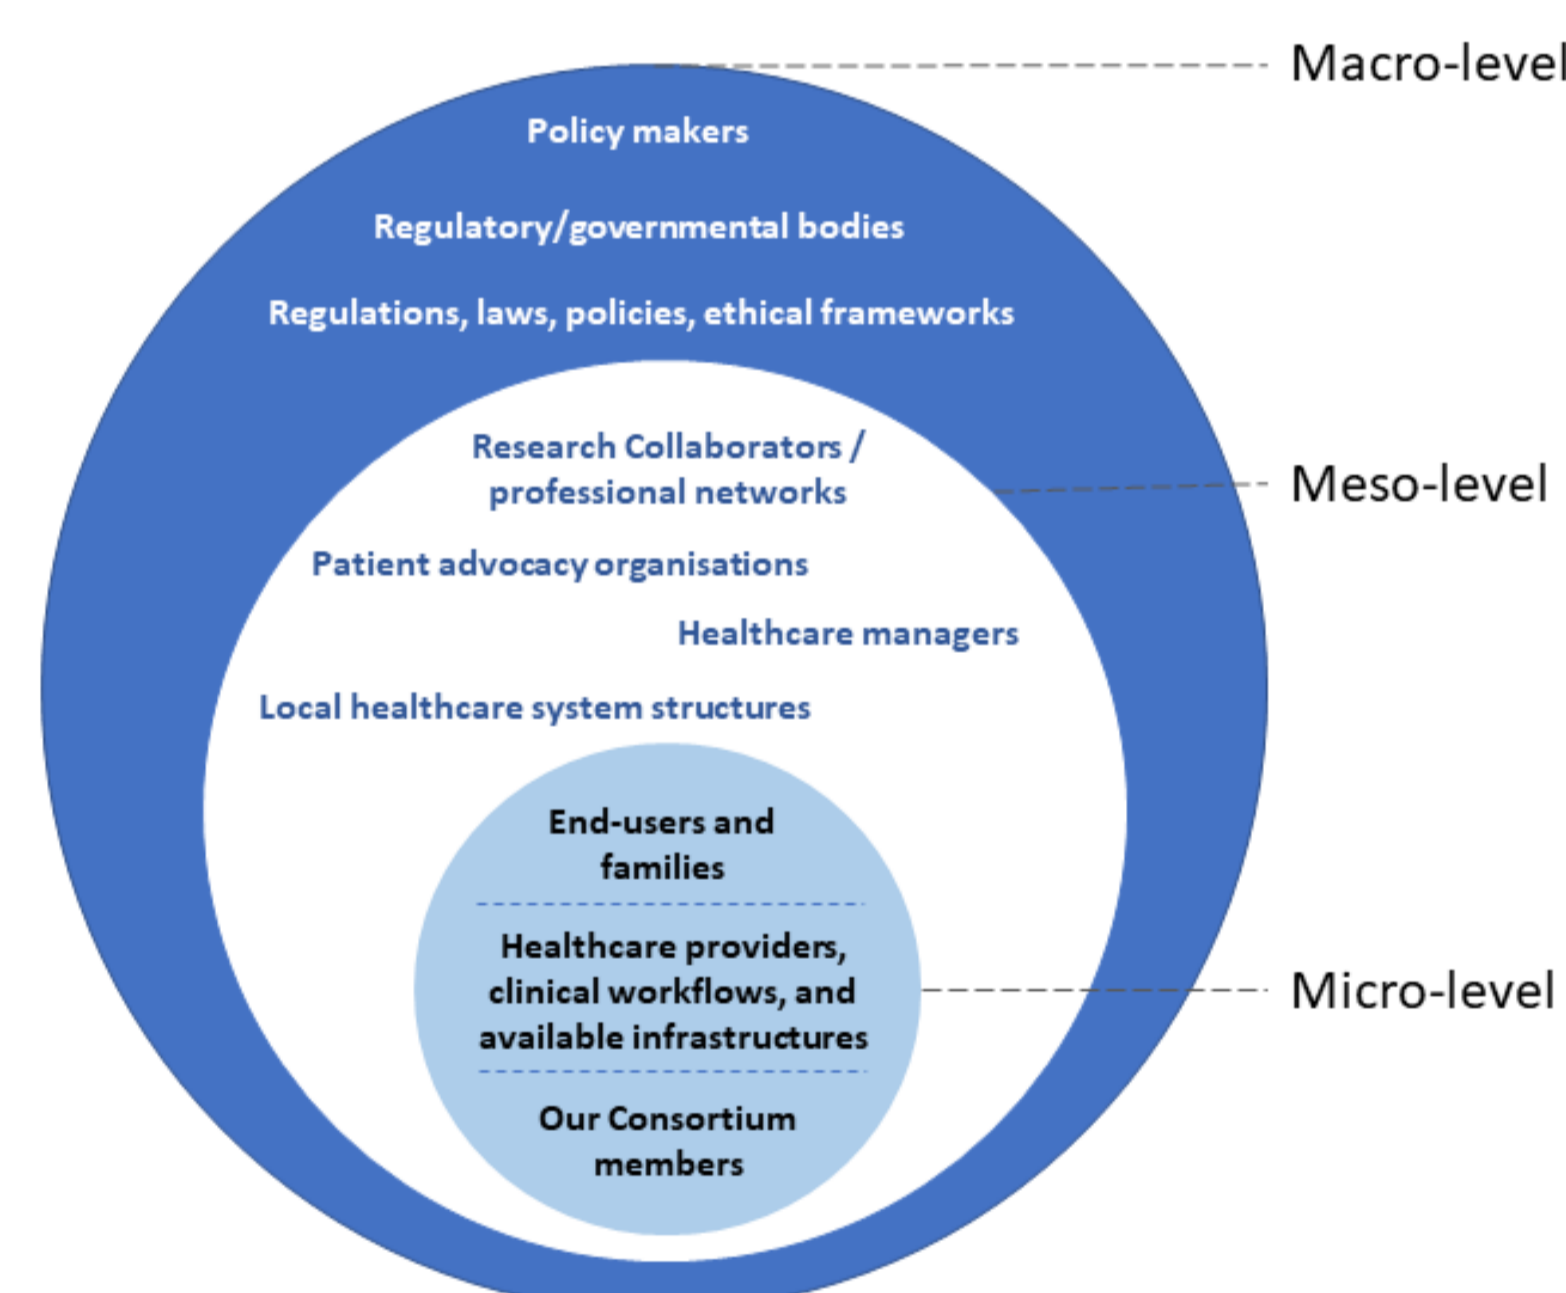 Macro-level
Policy makers
Regulatory/governmental bodies
Regulations, laws, policies, ethical frameworks
Research Collaborators /
professional networks
Meso-level
Patient advocacy organisations
Healthcare managers
Local healthcare system structures
End-users and
families
Healthcare providers,
clinical workflows, and
available infrastructures
Micro-level
Our Consortium
members